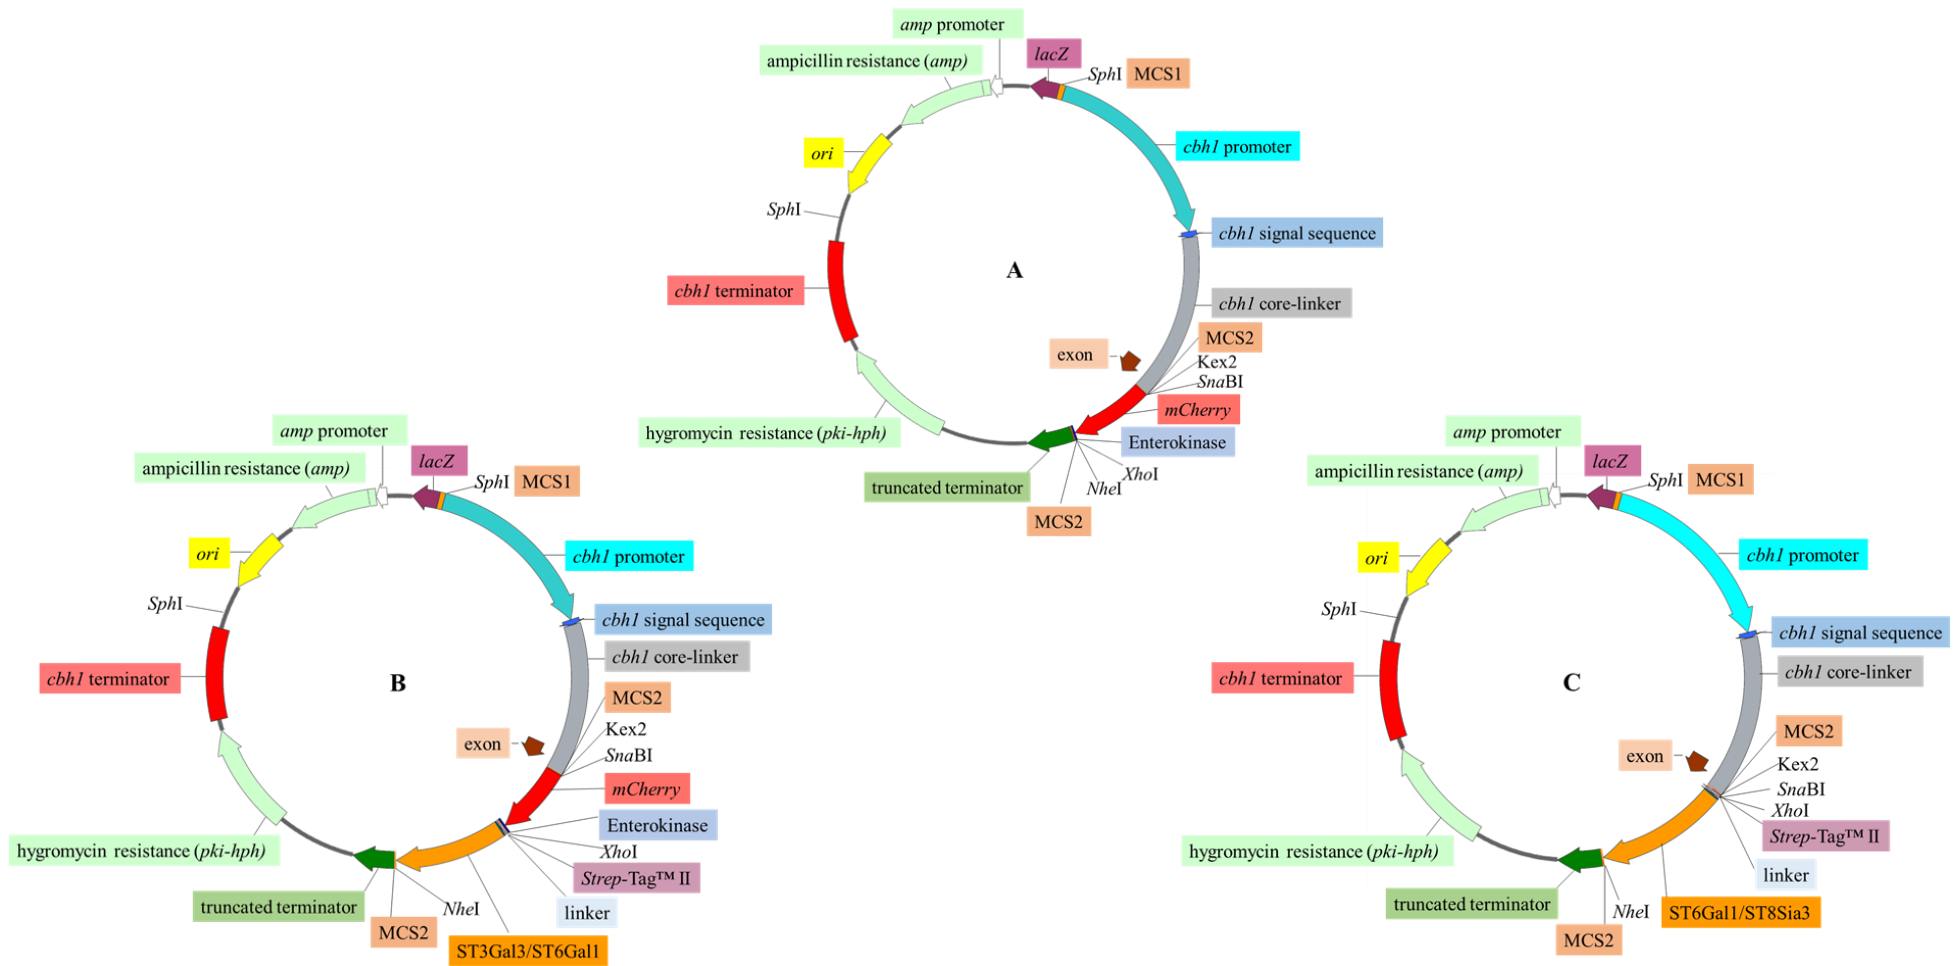 amp promoter
lacZ
ampicillin resistance (amp)
SphI
MCS1
cbh1 promoter
ori
SphI
cbh1 signal sequence
A
cbh1 terminator
cbh1 core-linker
MCS2
exon
Kex2
SnaBI
mCherry
hygromycin resistance (pki-hph)
Enterokinase
XhoI
truncated terminator
NheI
MCS2
amp promoter
lacZ
ampicillin resistance (amp)
SphI
MCS1
ori
cbh1 promoter
SphI
cbh1 signal sequence
cbh1 core-linker
cbh1 terminator
B
MCS2
Kex2
exon
SnaBI
mCherry
Enterokinase
hygromycin resistance (pki-hph)
XhoI
Strep-Tag™ II
truncated terminator
NheI
linker
MCS2
ST3Gal3/ST6Gal1
amp promoter
lacZ
ampicillin resistance (amp)
SphI
MCS1
ori
cbh1 promoter
SphI
cbh1 signal sequence
cbh1 core-linker
cbh1 terminator
C
MCS2
exon
Kex2
SnaBI
XhoI
Strep-Tag™ II
hygromycin resistance (pki-hph)
linker
truncated terminator
NheI
ST6Gal1/ST8Sia3
MCS2